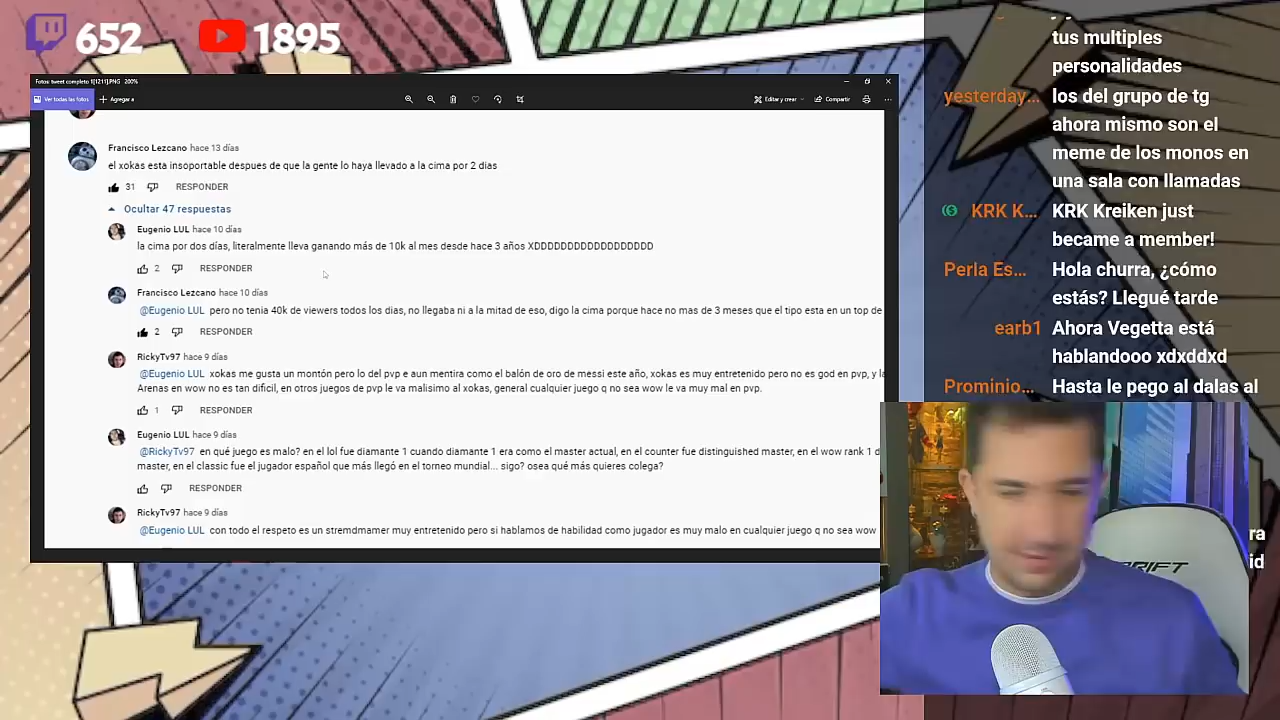 652
1895
Fotos tweet completo 1[1211].PNG 200%
Ver todas las fotos
Agregar a
Editar y crear
Compartir
Francisco Lezcano hace 13 días
el xokas esta insoportable despues de que la gente lo haya llevado a la cima por 2 dias
31 RESPONDER
Ocultar 47 respuestas
Eugenio LUL hace 10 días
la cima por dos días, literalmente lleva ganando más de 10k al mes desde hace 3 años XDDDDDDDDDDDDDDDDDD
2 RESPONDER
Francisco Lezcano hace 10 días
@Eugenio LUL pero no tenia 40k de viewers todos los dias, no llegaba ni a la mitad de eso, digo la cima porque hace no mas de 3 meses que el tipo esta en un top de
2 RESPONDER
RickyTv97 hace 9 días
@Eugenio LUL xokas me gusta un montón pero lo del pvp e aun mentira como el balón de oro de messi este año, xokas es muy entretenido pero no es god en pvp, y la
Arenas en wow no es tan dificil, en otros juegos de pvp le va malisimo al xokas, general cualquier juego q no sea wow le va muy mal en pvp.
1 RESPONDER
Eugenio LUL hace 9 días
@RickyTv97 en qué juego es malo? en el lol fue diamante 1 cuando diamante 1 era como el master actual, en el counter fue distinguished master, en el wow rank 1 d
master, en el classic fue el jugador español que más llegó en el torneo mundial... sigo? osea qué más quieres colega?
RESPONDER
RickyTv97 hace 9 días
@Eugenio LUL con todo el respeto es un stremdmamer muy entretenido pero si hablamos de habilidad como jugador es muy malo en cualquier juego q no sea wow
tus multiples
personalidades
yesterday... los del grupo de tg
ahora mismo son el
meme de los monos en
una sala con llamadas
KRK K... KRK Kreiken just
became a member!
Perla Es... Hola churra, ¿cómo
estás? Llegué tarde
earb1 Ahora Vegetta está
hablandooo xdxddxd
Prominio... Hasta le pego al dalas al
ra
id
DRIFT